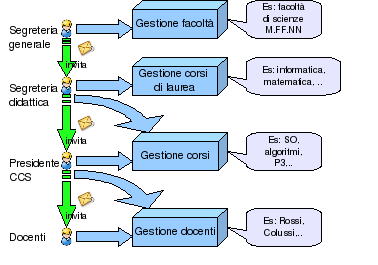 Segreteria
generale
Gestione facoltà
Es: facoltà
di scienze
M.FF.NN
invita
Segreteria
didattica
Gestione corsi
di laurea
Es: informatica,
matematica, ..
invita
Presidente
CCS
Gestione corsi
Es: SO,
algoritmi,
P3,..
invita
Docenti
Gestione docenti
Es: Rossi,
Colussi,..